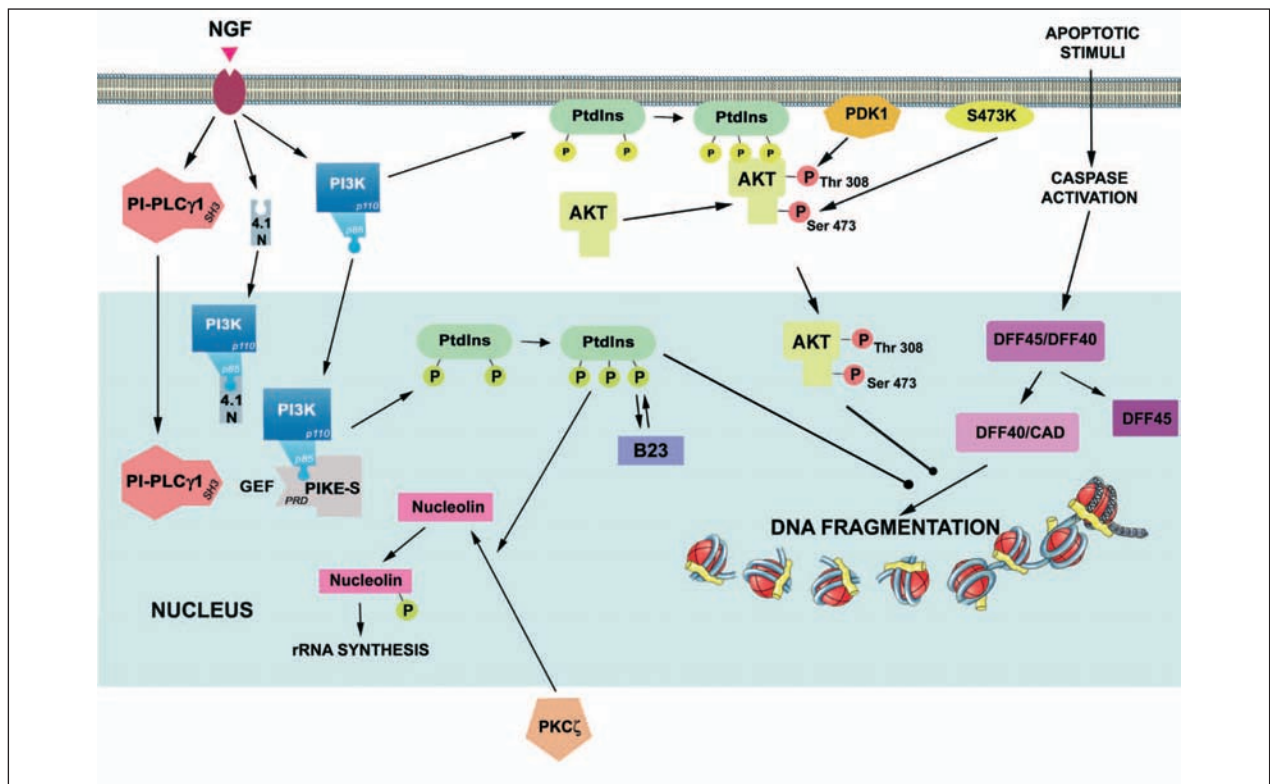 NGF
APOPTOTIC
STIMULI
PtdIns
P P
PtdIns
P P P
PDK1
S473K
PI-PLCγ1
SH3
4.1
N
p85
PI3K
p110
p85
AKT
AKT
P Thr 308
P Ser 473
CASPASE
ACTIVATION
PI3K
p110
p85
4.1
N
PtdIns
P P
PtdIns
P P P
AKT
P Thr 308
P Ser 473
DFF45/DFF40
DFF40/CAD
DFF45
PI3K
p110
p85
B23
PI-PLCγ1
SH3
GEF
PRD
PIKE-S
Nucleolin
DNA FRAGMENTATION
Nucleolin
P
NUCLEUS
rRNA SYNTHESIS
PKCζ